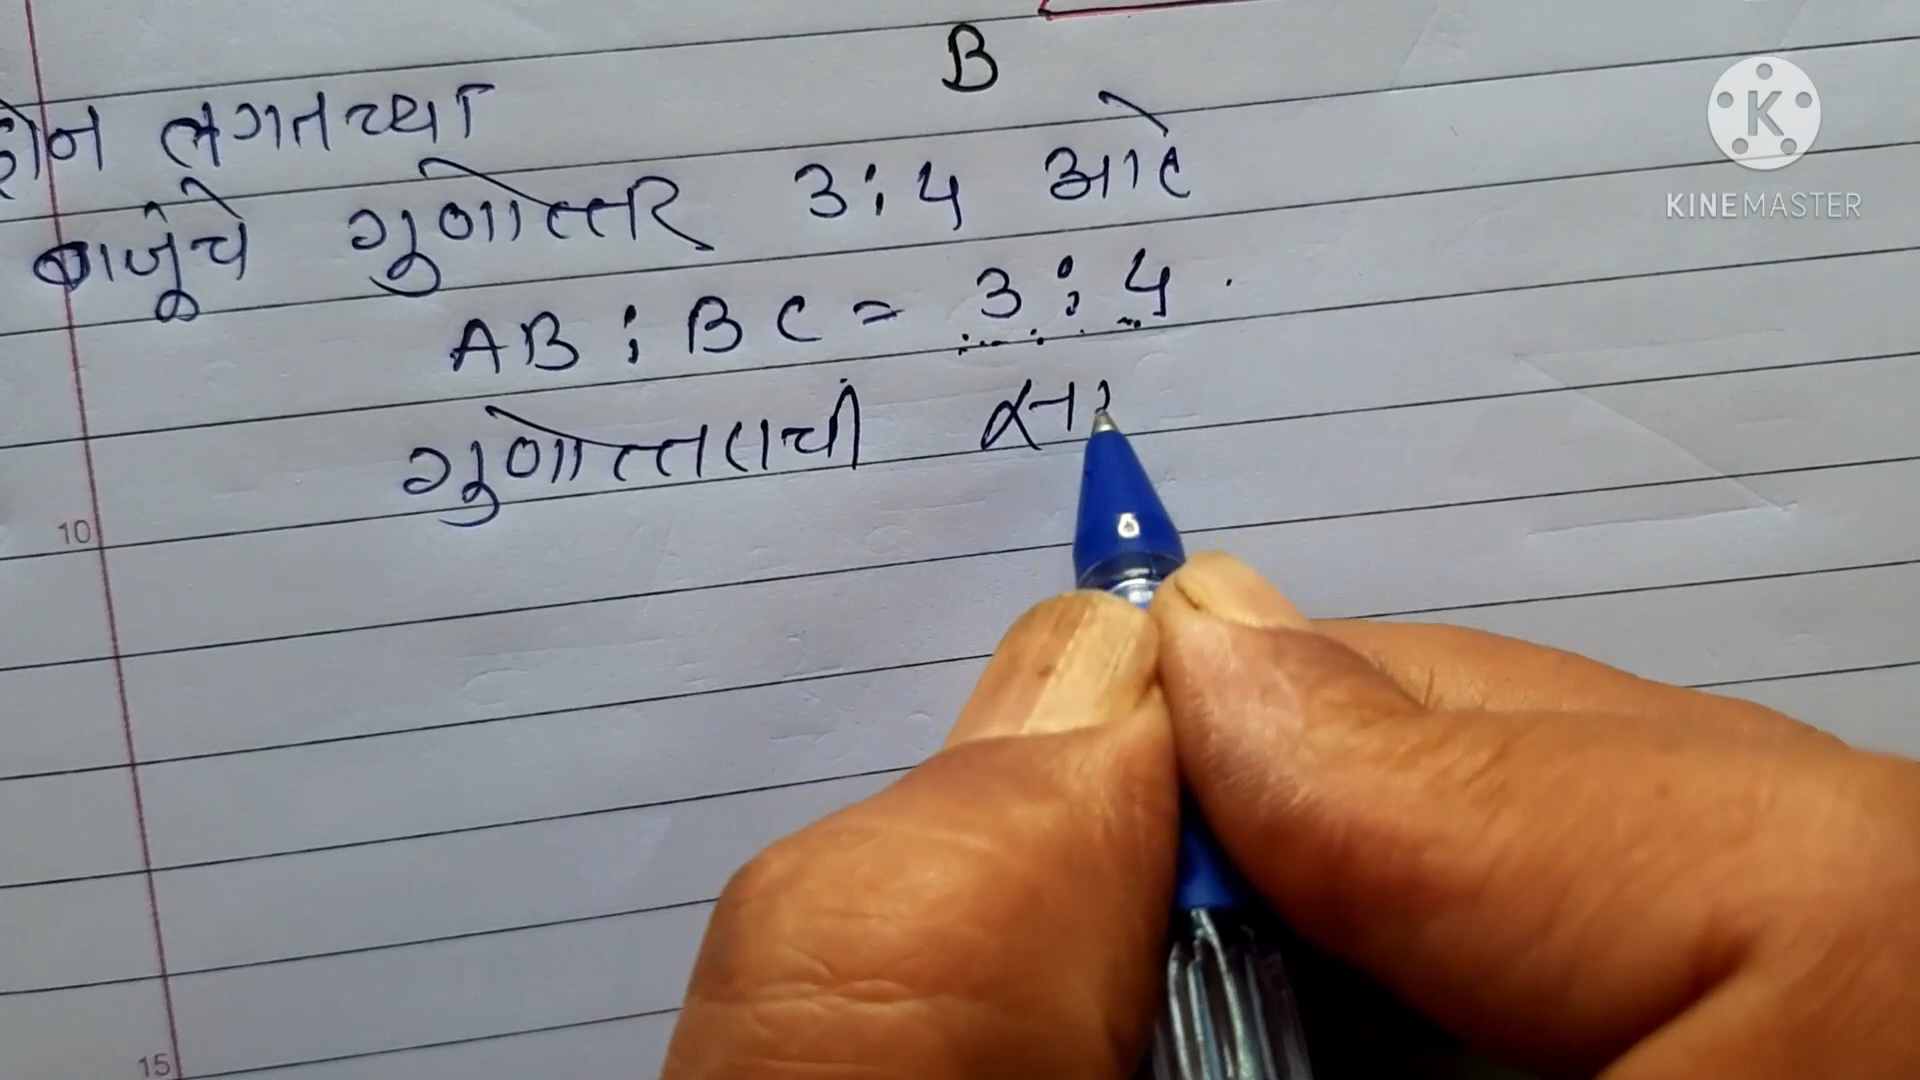 B
दोन लगतच्या
बाजूंचे गुणोत्तर 3:4 आहे
AB : BC = 3 : 4 .
गुणोत्तराची
10
15
KINEMASTER